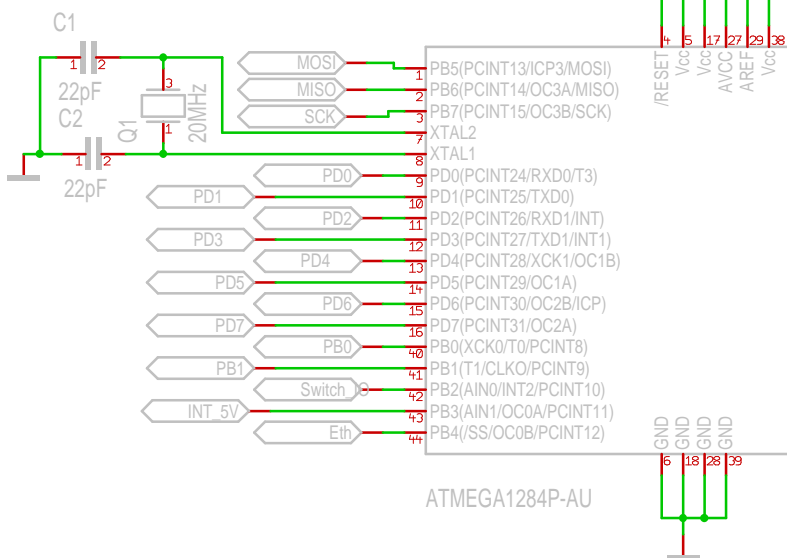 C1
1 2
22pF
C2
1 2
22pF
Q1
3
1
20MHz
MOSI 1 PB5(PCINT13/ICP3/MOSI)
MISO 2 PB6(PCINT14/OC3A/MISO)
SCK 3 PB7(PCINT15/OC3B/SCK)
7 XTAL2
8 XTAL1
PD0 9 PD0(PCINT24/RXD0/T3)
PD1 10 PD1(PCINT25/TXD0)
PD2 11 PD2(PCINT26/RXD1/INT)
PD3 12 PD3(PCINT27/TXD1/INT1)
PD4 13 PD4(PCINT28/XCK1/OC1B)
PD5 14 PD5(PCINT29/OC1A)
PD6 15 PD6(PCINT30/OC2B/ICP)
PD7 16 PD7(PCINT31/OC2A)
PB0 40 PB0(XCK0/T0/PCINT8)
PB1 41 PB1(T1/CLKO/PCINT9)
Switch_IO 42 PB2(AIN0/INT2/PCINT10)
INT_5V 43 PB3(AIN1/OC0A/PCINT11)
Eth 44 PB4(/SS/OC0B/PCINT12)
4 5 17 27 29 38
/RESET
Vcc
Vcc
AVCC
AREF
Vcc
GND
GND
GND
GND
6 18 28 39
ATMEGA1284P-AU